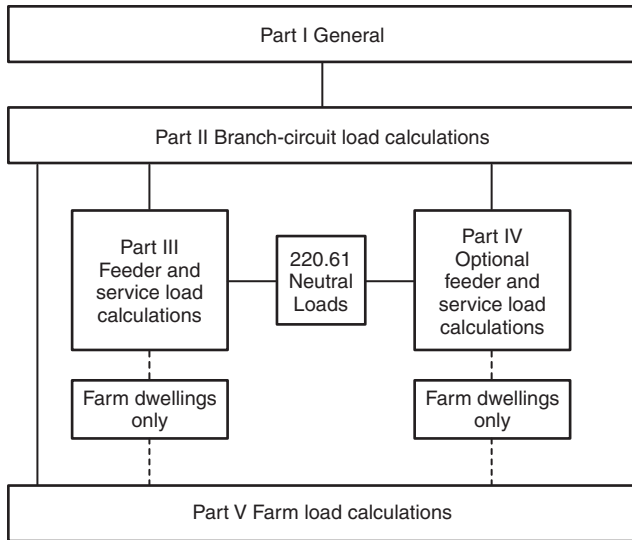 Part I General
Part II Branch-circuit load calculations
Part III
Feeder and
service load
calculations
220.61
Neutral
Loads
Part IV
Optional
feeder and
service load
calculations
Farm dwellings
only
Farm dwellings
only
Part V Farm load calculations